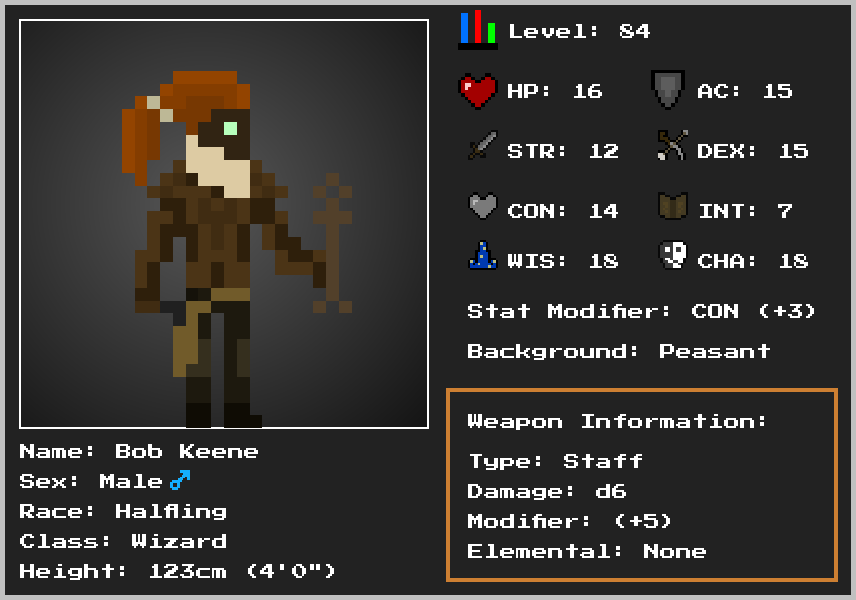 Level: 84
HP: 16
AC: 15
STR: 12
DEX: 15
CON: 14
INT: 7
WIS: 18
CHA: 18
Stat Modifier: CON (+3)
Background: Peasant
Weapon Information:
Type: Staff
Damage: d6
Modifier: (+5)
Elemental: None
Name: Bob Keene
Sex: Male ♂
Race: Halfling
Class: Wizard
Height: 123cm (4'0")